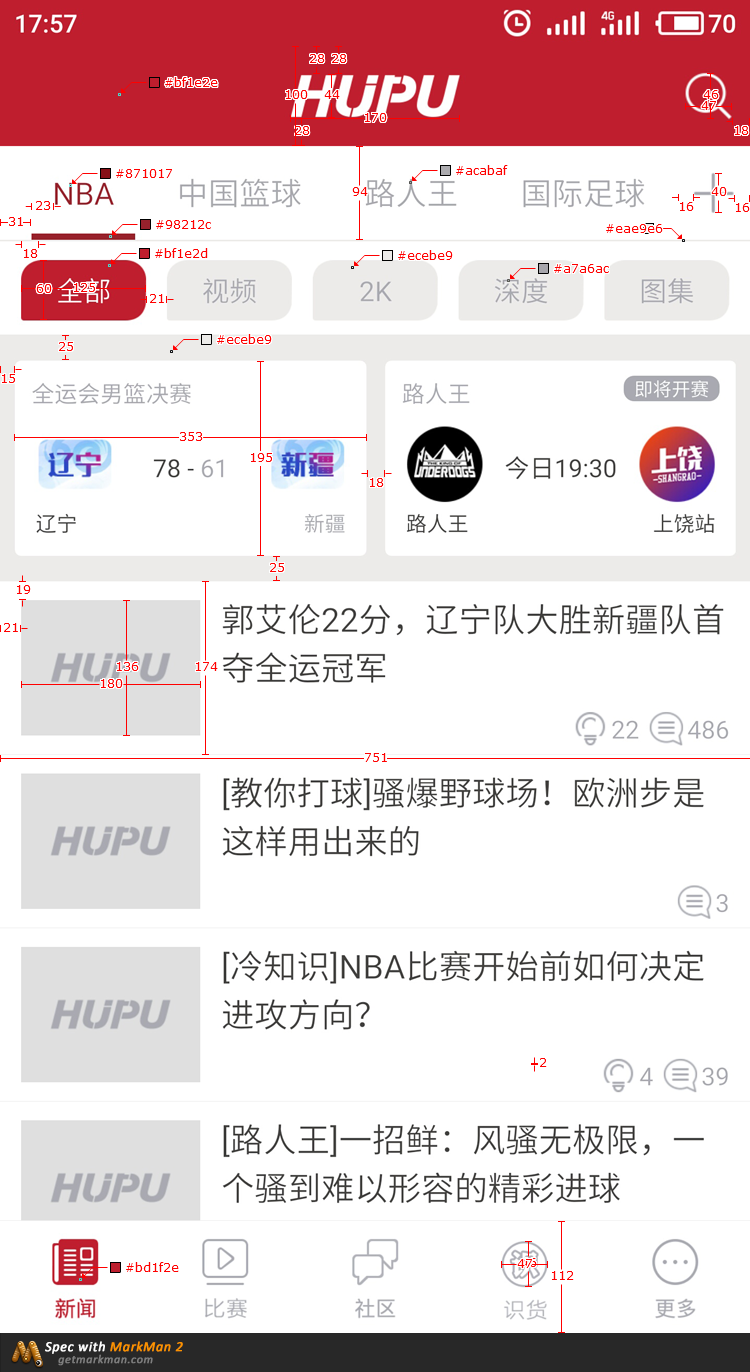 17:57
4G
70
28 28
#bf1e2e
HUPU
100
44
46
47
170
28
18
#871017
#acabaf
NBA
中国篮球
路人王
国际足球
94
40
23
16
16
31
#98212c
#eae9e6
18
#bf1e2d
#ecebe9
#a7a6ac
全部
视频
2K
深度
图集
60
125
21
#ecebe9
25
15
全运会男篮决赛
路人王
即将开赛
353
195
辽宁
78 - 61
新疆
THE KING OF
UNDERDOGS
今日19:30
上饶
SHANGRAO
18
辽宁
新疆
路人王
上饶站
25
19
21
郭艾伦22分，辽宁队大胜新疆队首
夺全运冠军
HUPU
136
174
180
22
486
751
[教你打球]骚爆野球场！欧洲步是
这样用出来的
HUPU
3
[冷知识]NBA比赛开始前如何决定
进攻方向？
HUPU
2
4
39
[路人王]一招鲜：风骚无极限，一
个骚到难以形容的精彩进球
HUPU
#bd1f2e
112
新闻
比赛
社区
识货
更多
Spec with MarkMan 2
getmarkman.com